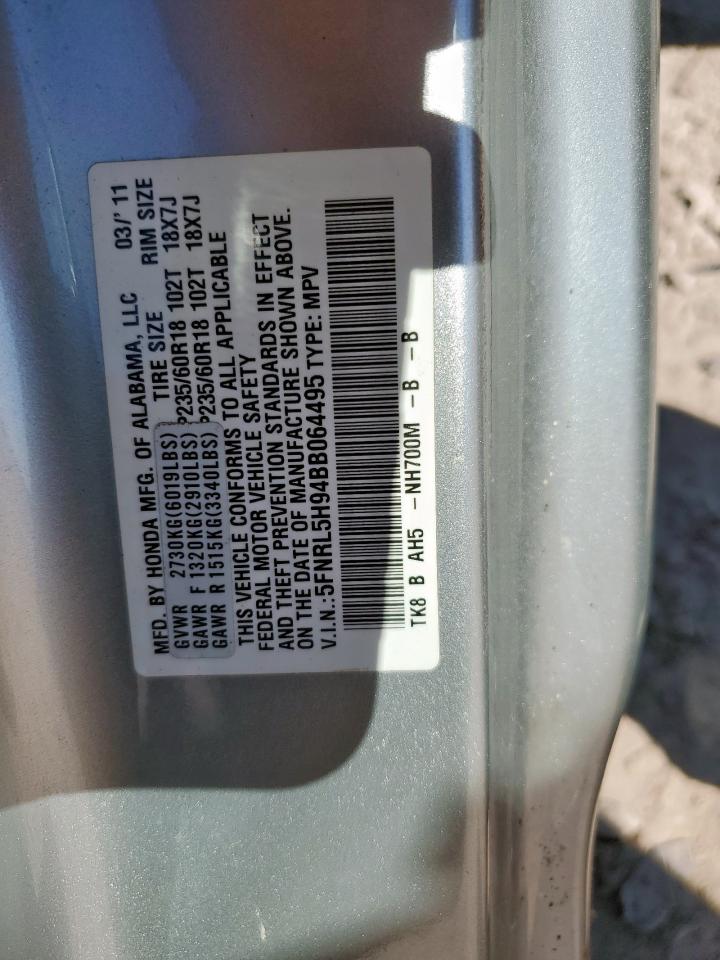 MFD. BY HONDA MFG. OF ALABAMA, LLC 03/'11
TIRE SIZE RIM SIZE
GVWR 2730KG(6019LBS)
GAWR F 1320KG(2910LBS) P235/60R18 102T 18X7J
GAWR R 1515KG(3340LBS) P235/60R18 102T 18X7J
THIS VEHICLE CONFORMS TO ALL APPLICABLE
FEDERAL MOTOR VEHICLE SAFETY
AND THEFT PREVENTION STANDARDS IN EFFECT
ON THE DATE OF MANUFACTURE SHOWN ABOVE.
V.I.N.:5FNRL5H94BB064495 TYPE: MPV
TK8 B AH5 -NH700M -B -B